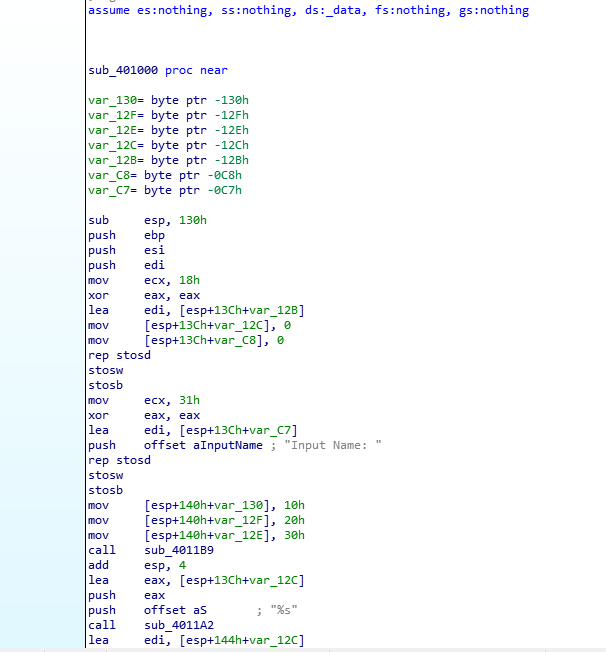 assume es:nothing, ss:nothing, ds:_data, fs:nothing, gs:nothing
sub_401000 proc near
var_130= byte ptr -130h
var_12F= byte ptr -12Fh
var_12E= byte ptr -12Eh
var_12C= byte ptr -12Ch
var_12B= byte ptr -12Bh
var_C8= byte ptr -0C8h
var_C7= byte ptr -0C7h
sub     esp, 130h
push    ebp
push    esi
push    edi
mov     ecx, 18h
xor     eax, eax
lea     edi, [esp+13Ch+var_12B]
mov     [esp+13Ch+var_12C], 0
mov     [esp+13Ch+var_C8], 0
rep stosd
stosw
stosb
mov     ecx, 31h
xor     eax, eax
lea     edi, [esp+13Ch+var_C7]
push    offset aInputName ; "Input Name: "
rep stosd
stosw
stosb
mov     [esp+140h+var_130], 10h
mov     [esp+140h+var_12F], 20h
mov     [esp+140h+var_12E], 30h
call    sub_4011B9
add     esp, 4
lea     eax, [esp+13Ch+var_12C]
push    eax
push    offset aS       ; "%s"
call    sub_4011A2
lea     edi, [esp+144h+var_12C]